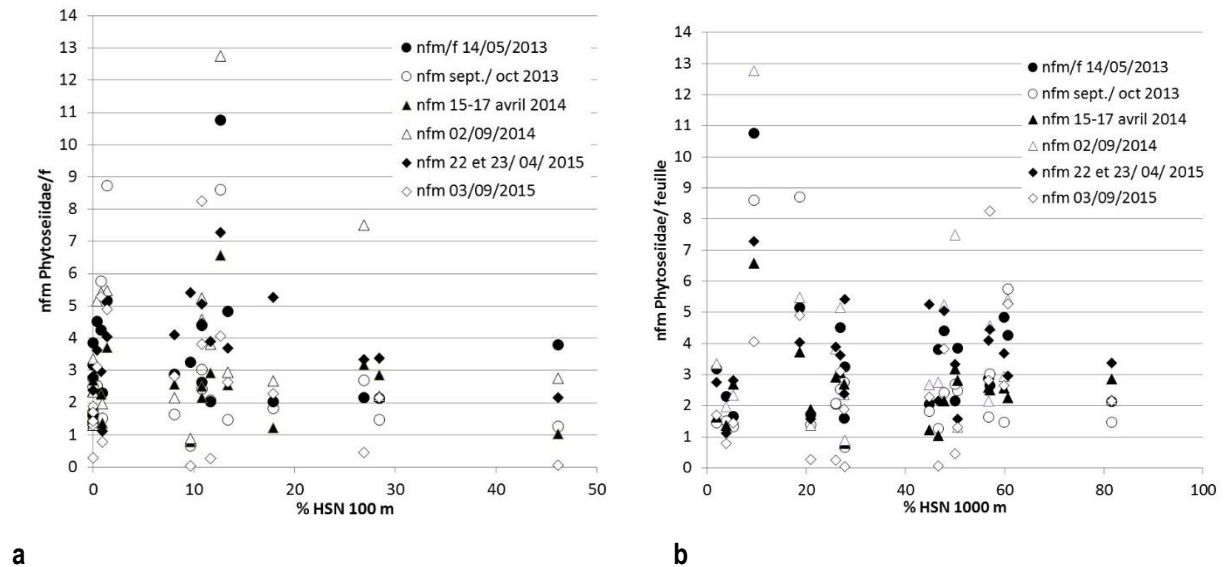 14
13
12
11
10
9
8
7
6
5
4
3
2
1
0
nfm Phytoseiidae/f
nfm/f 14/05/2013
nfm sept./ oct 2013
nfm 15-17 avril 2014
nfm 02/09/2014
nfm 22 et 23/ 04/ 2015
nfm 03/09/2015
0 10 20 30 40 50
% HSN 100 m
a
14
13
12
11
10
9
8
7
6
5
4
3
2
1
0
nfm Phytoseiidae/ feuille
nfm/f 14/05/2013
nfm sept./ oct 2013
nfm 15-17 avril 2014
nfm 02/09/2014
nfm 22 et 23/ 04/ 2015
nfm 03/09/2015
0 20 40 60 80 100
% HSN 1000 m
b